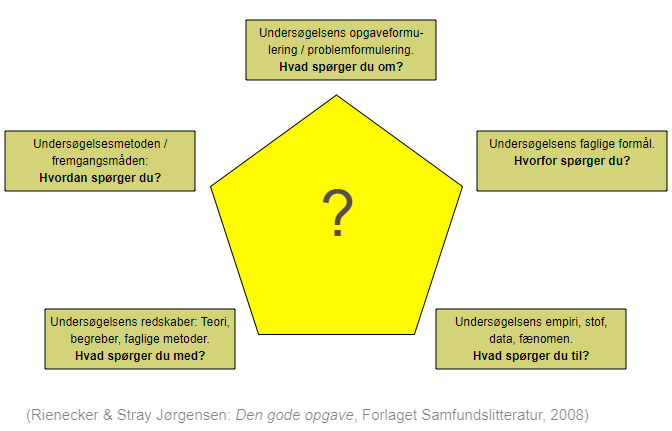 Undersøgelsens opgaveformu-
lering / problemformulering.
Hvad spørger du om?
Undersøgelsesmetoden /
fremgangsmåden:
Hvordan spørger du?
Undersøgelsens faglige formål.
Hvorfor spørger du?
?
Undersøgelsens redskaber: Teori,
begreber, faglige metoder.
Hvad spørger du med?
Undersøgelsens empiri, stof,
data, fænomen.
Hvad spørger du til?
(Rienecker & Stray Jørgensen: Den gode opgave, Forlaget Samfundslitteratur, 2008)